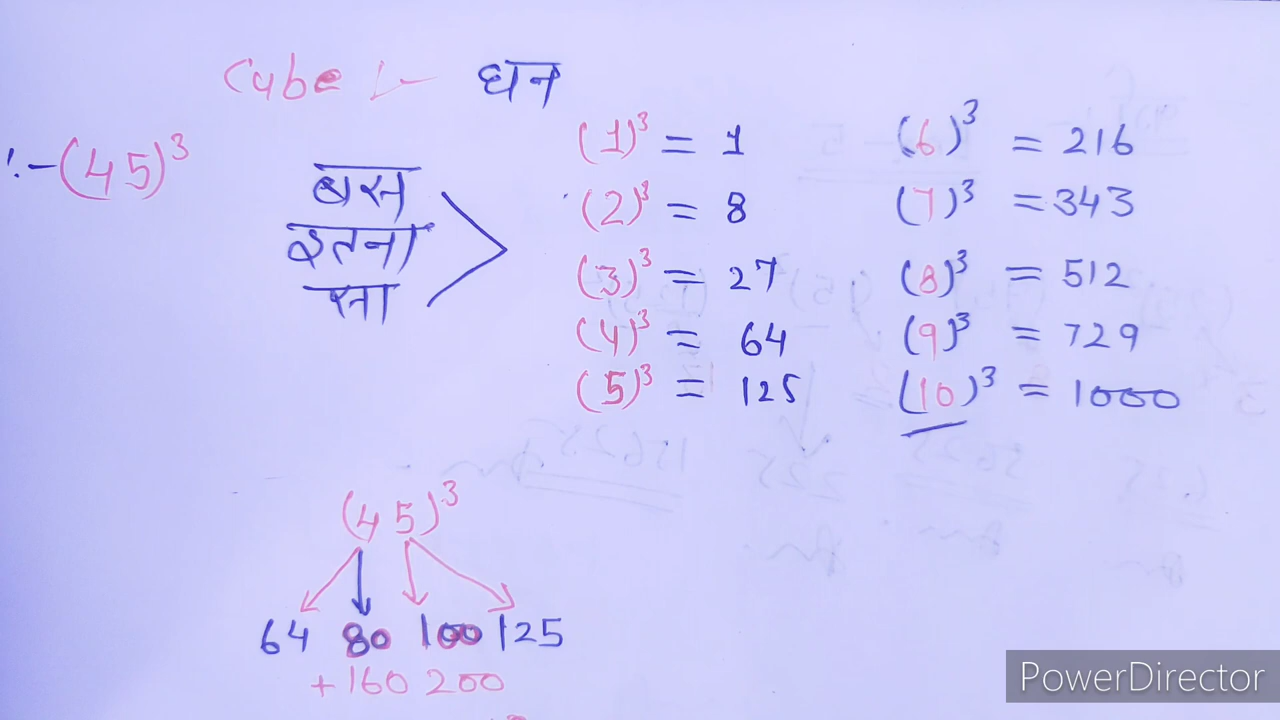 Cube :- घन
:-(45)³
बस
इतना
सा
(1)³ = 1
(2)³ = 8
(3)³ = 27
(4)³ = 64
(5)³ = 125
(6)³ = 216
(7)³ = 343
(8)³ = 512
(9)³ = 729
(10)³ = 1000
(45)³
64 80 100 125
+160 200
PowerDirector